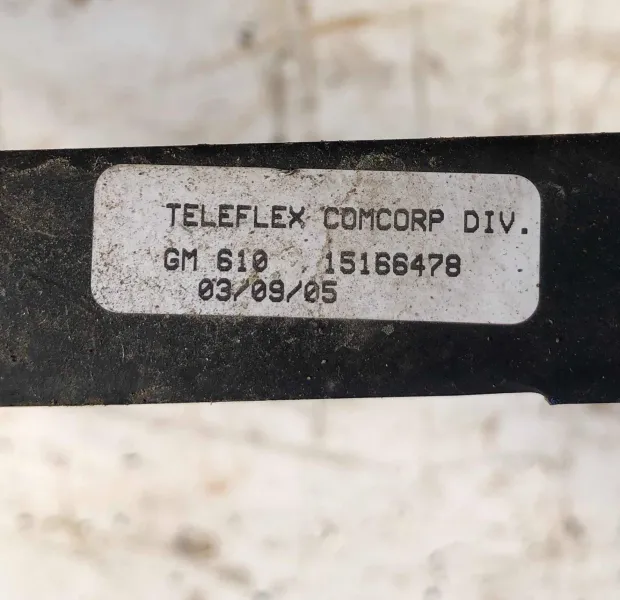 TELEFLEX COMCORP DIV.
GM 610 15166478
03/09/05